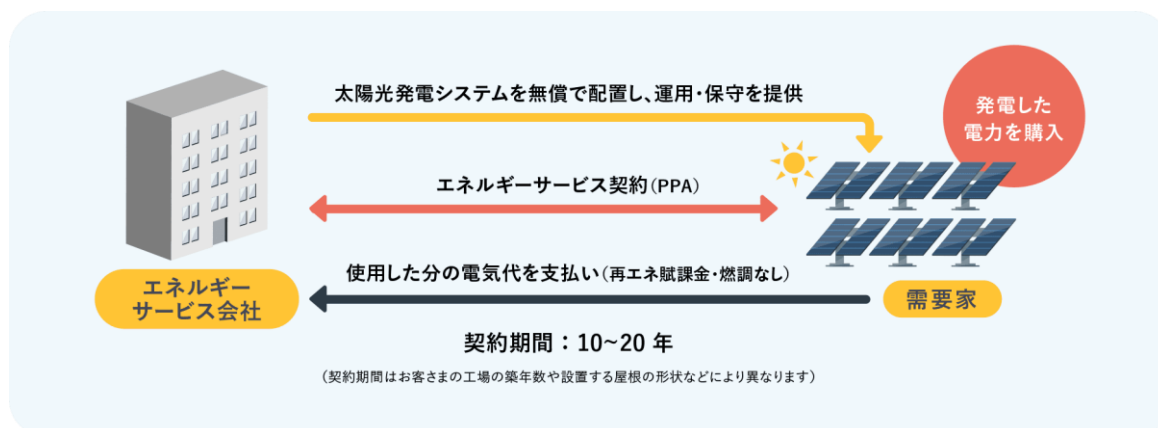 太陽光発電システムを無償で配置し、運用・保守を提供
発電した
電力を購入
エネルギーサービス契約(PPA)
使用した分の電気代を支払い(再エネ賦課金・燃調なし)
エネルギー
サービス会社
需要家
契約期間：10~20 年
(契約期間はお客さまの工場の築年数や設置する屋根の形状などにより異なります)